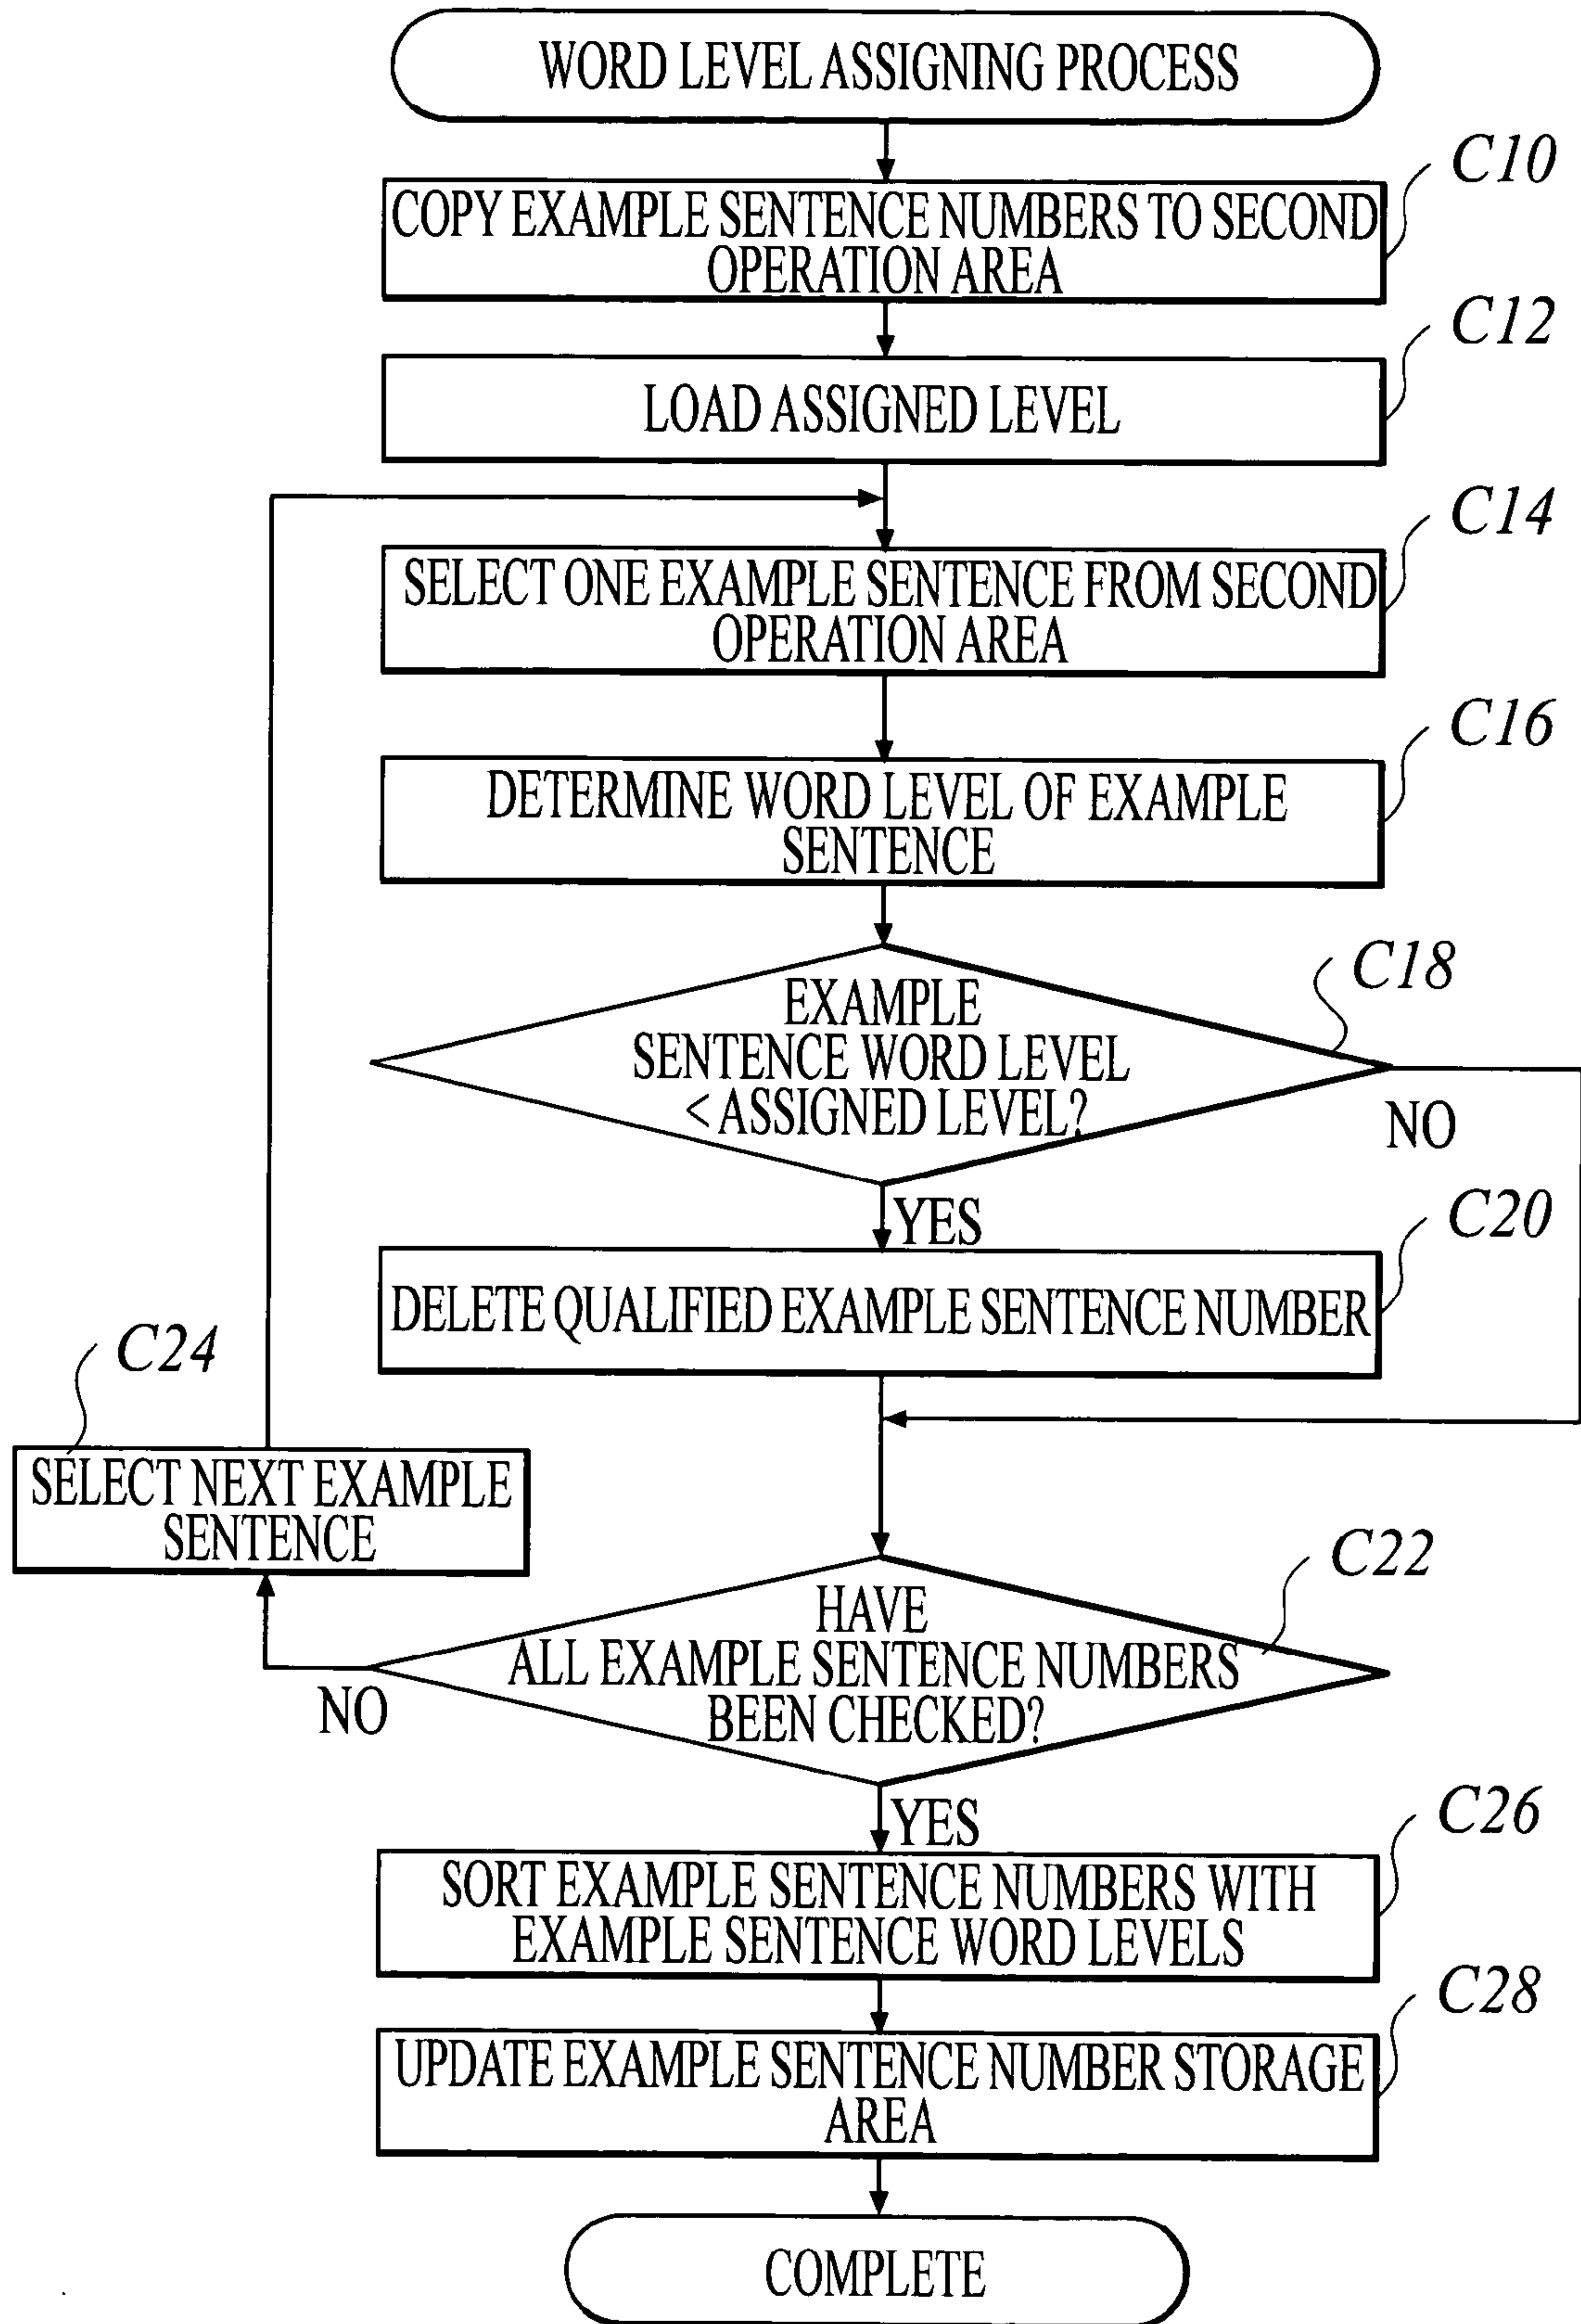 WORD LEVEL ASSIGNING PROCESS
C10
COPY EXAMPLE SENTENCE NUMBERS TO SECOND
OPERATION AREA
C12
LOAD ASSIGNED LEVEL
C14
SELECT ONE EXAMPLE SENTENCE FROM SECOND
OPERATION AREA
C16
DETERMINE WORD LEVEL OF EXAMPLE
SENTENCE
C18
EXAMPLE
SENTENCE WORD LEVEL
< ASSIGNED LEVEL?
NO
YES
C20
DELETE QUALIFIED EXAMPLE SENTENCE NUMBER
C24
SELECT NEXT EXAMPLE
SENTENCE
C22
HAVE
ALL EXAMPLE SENTENCE NUMBERS
BEEN CHECKED?
NO
YES
C26
SORT EXAMPLE SENTENCE NUMBERS WITH
EXAMPLE SENTENCE WORD LEVELS
C28
UPDATE EXAMPLE SENTENCE NUMBER STORAGE
AREA
COMPLETE